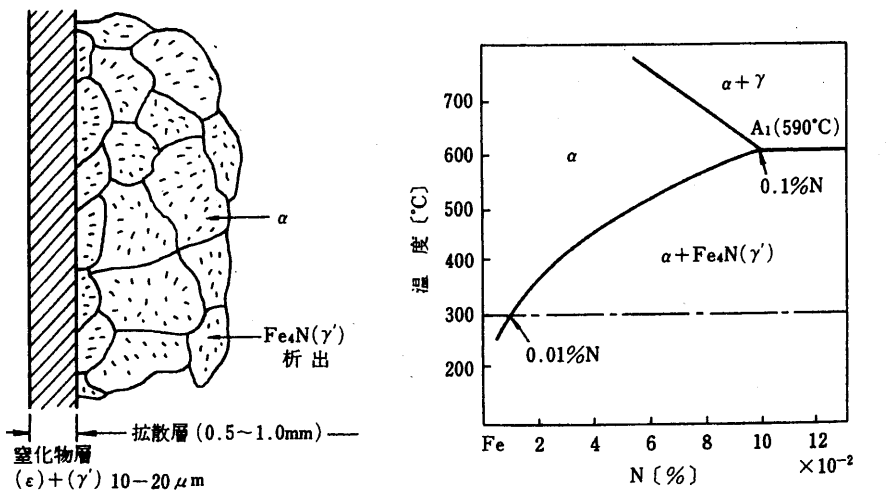 α
Fe₄N(γ′)
析出
拡散層(0.5～1.0mm)
窒化物層
(ε)+(γ′) 10－20μm
温度〔℃〕
700
600
500
400
300
200
α+γ
A₁(590℃)
α
0.1%N
α+Fe₄N(γ′)
0.01%N
Fe 2 4 6 8 10 12
×10⁻²
N〔%〕